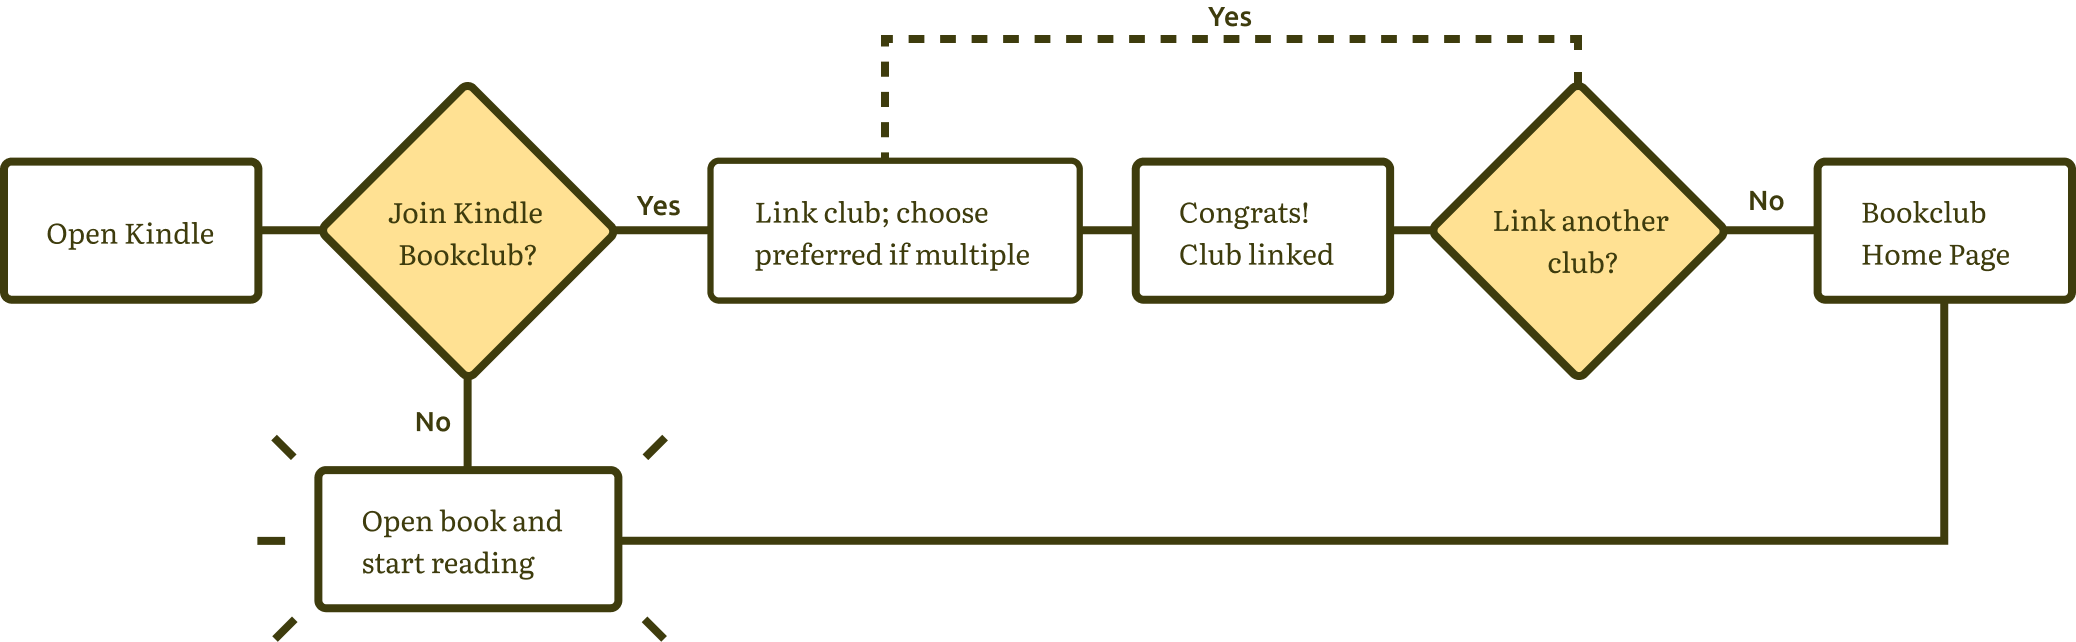 Yes
Open Kindle
Join Kindle
Bookclub?
Yes
Link club; choose
preferred if multiple
Congrats!
Club linked
Link another
club?
No
Bookclub
Home Page
No
Open book and
start reading